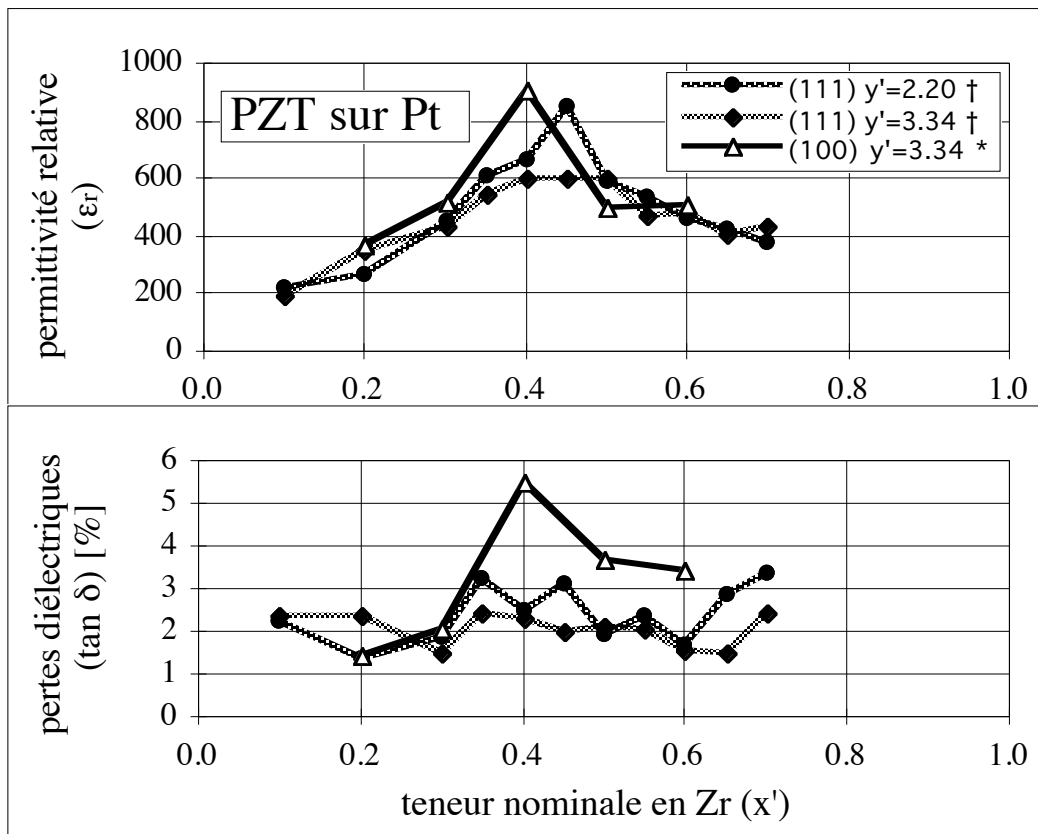 permittivité relative
(εr)
1000
800
600
400
200
0
PZT sur Pt
(111) y'=2.20 †
(111) y'=3.34 †
(100) y'=3.34 *
0.0 0.2 0.4 0.6 0.8 1.0
pertes diélectriques
(tan δ) [%]
6
5
4
3
2
1
0
0.0 0.2 0.4 0.6 0.8 1.0
teneur nominale en Zr (x')